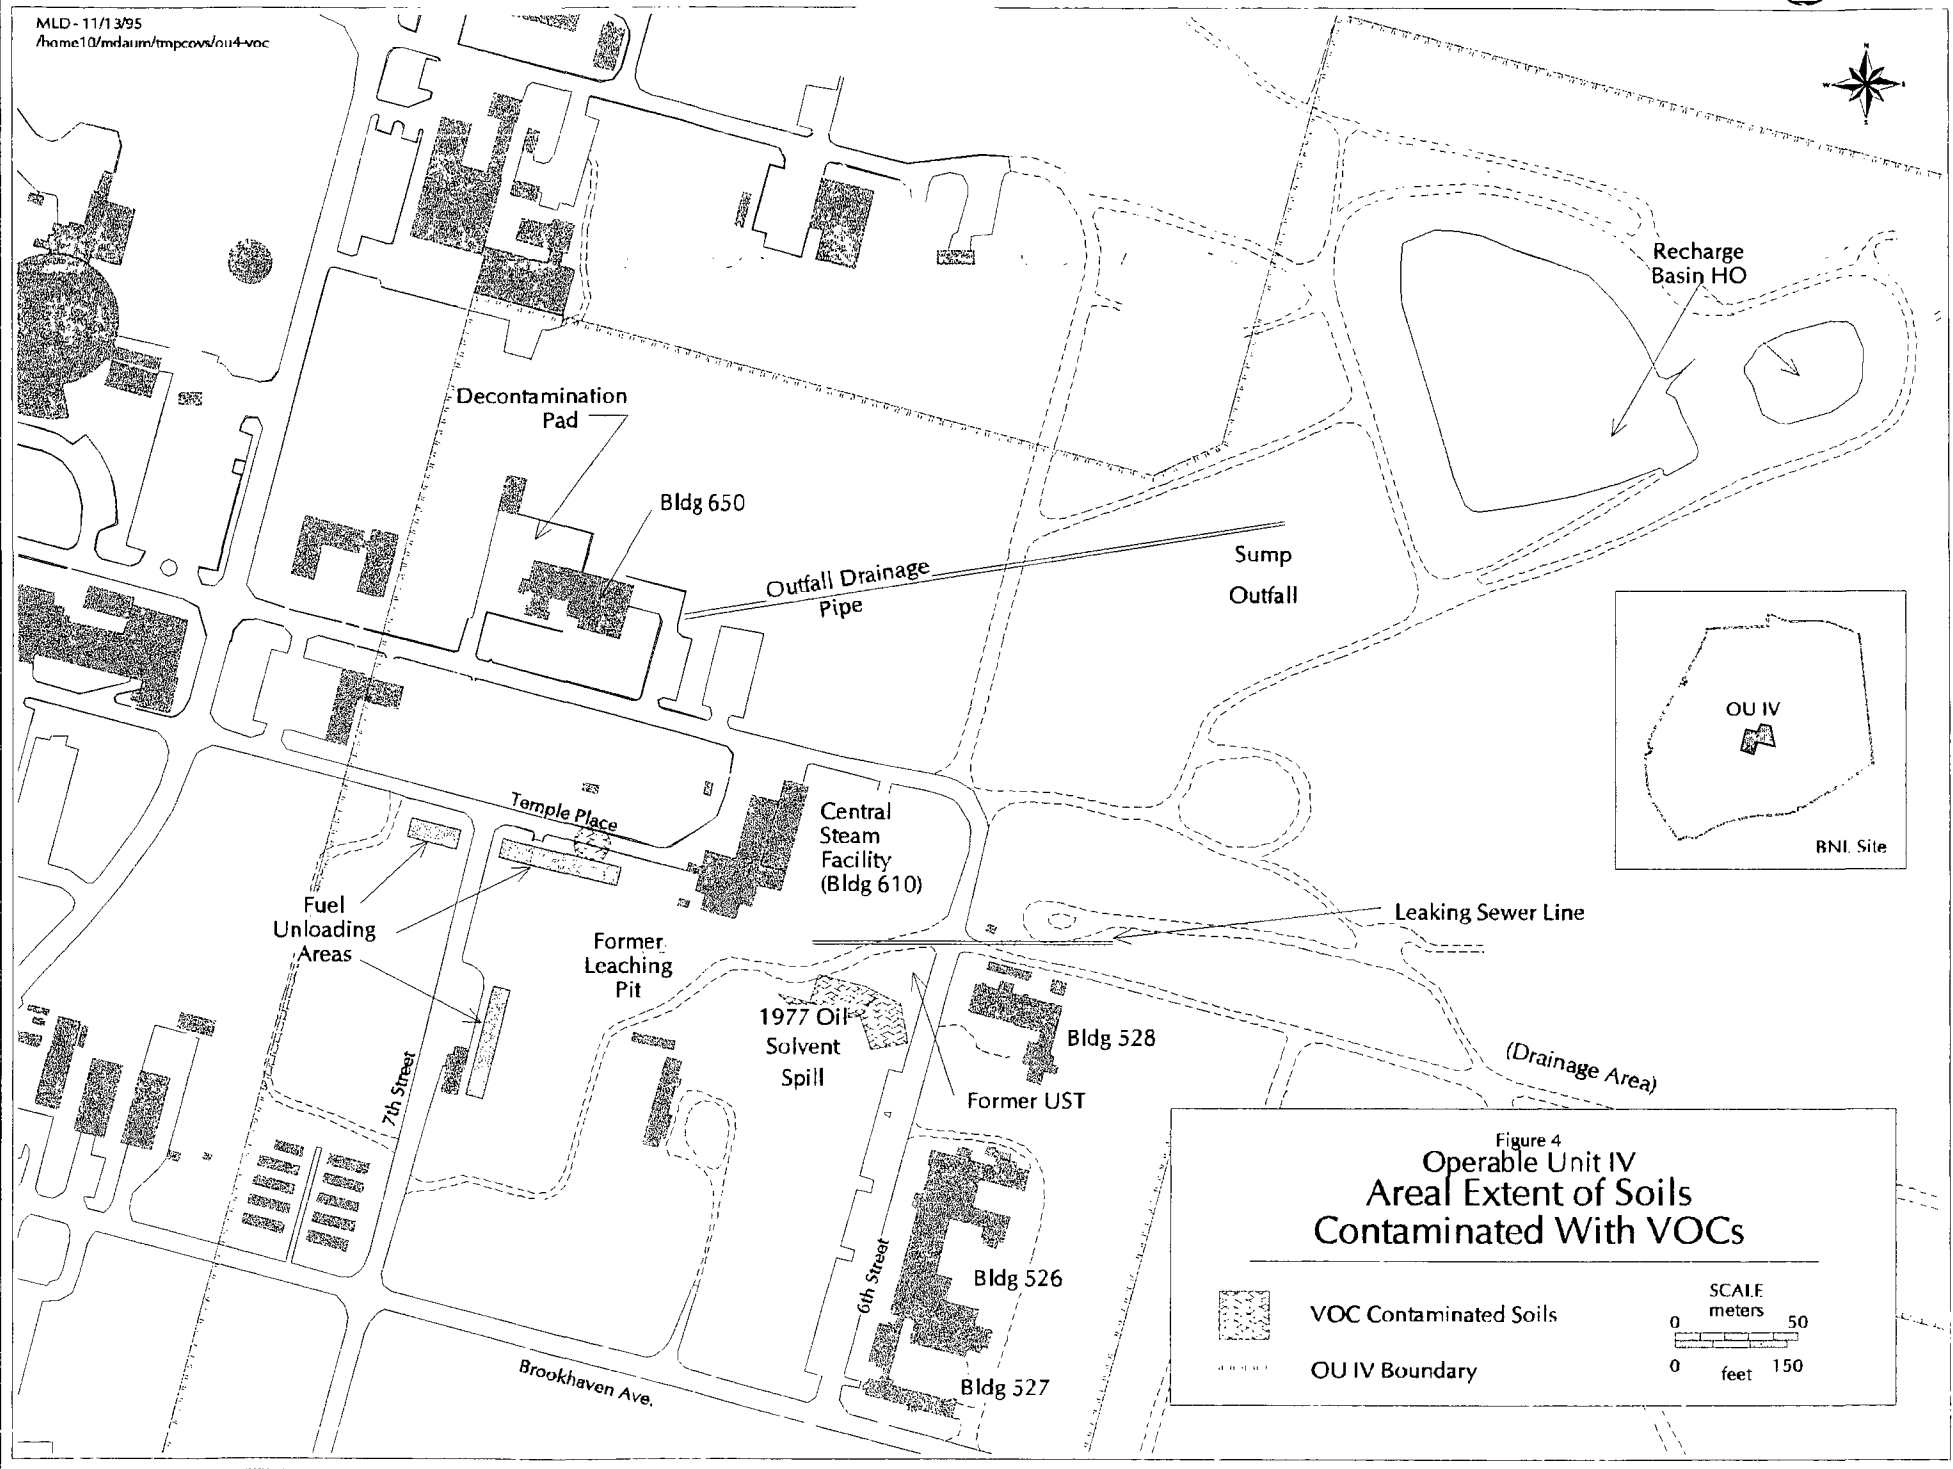 MLD - 11/13/95
/home10/mdaum/tmpcovs/ou4-voc
N
W
S
Recharge
Basin HO
Decontamination
Pad
Bldg 650
Outfall Drainage
Pipe
Sump
Outfall
OU IV
BNL Site
Temple Place
Central
Steam
Facility
(Bldg 610)
Fuel
Unloading
Areas
Former
Leaching
Pit
Leaking Sewer Line
1977 Oil
Solvent
Spill
Bldg 528
Former UST
(Drainage Area)
7th Street
6th Street
Bldg 526
Bldg 527
Brookhaven Ave.
Figure 4
Operable Unit IV
Areal Extent of Soils
Contaminated With VOCs
VOC Contaminated Soils
OU IV Boundary
SCALE
meters
0 50
0 feet 150